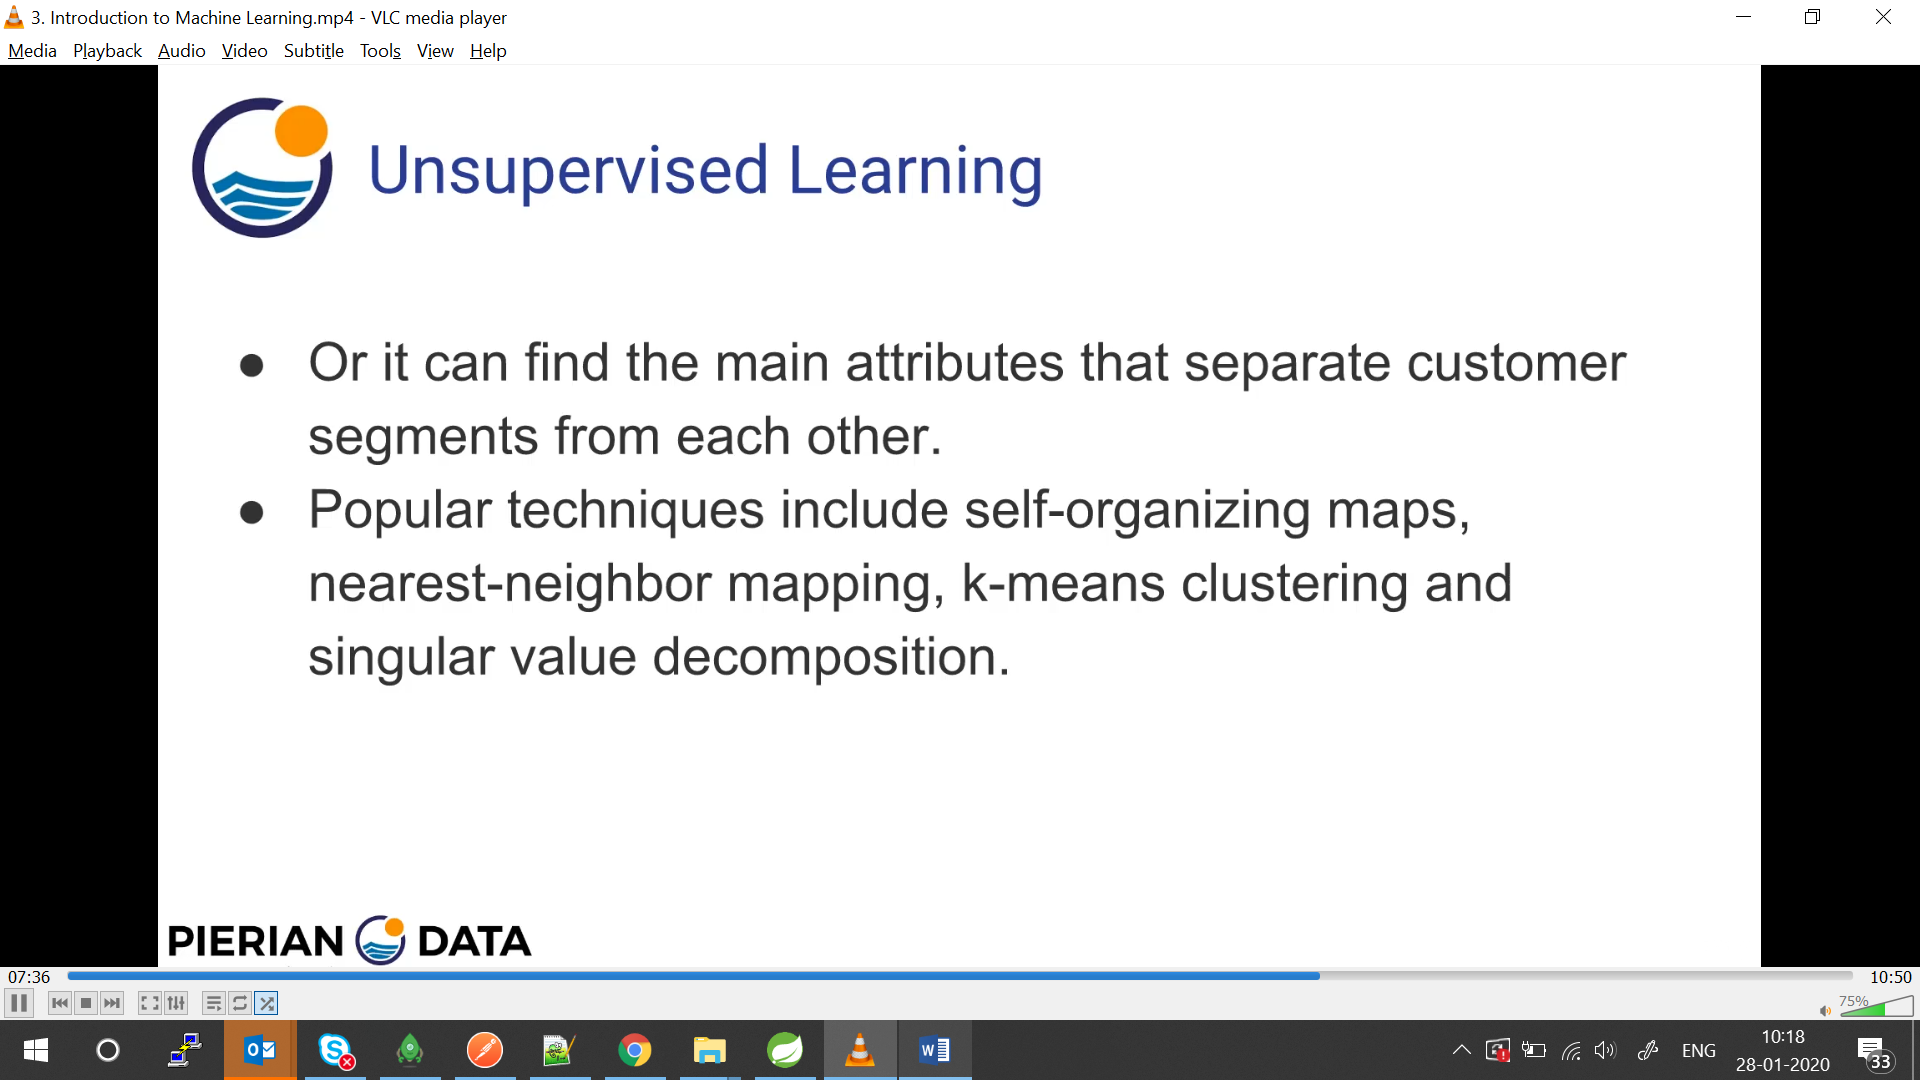 3. Introduction to Machine Learning.mp4 - VLC media player
Media Playback Audio Video Subtitle Tools View Help
Unsupervised Learning
● Or it can find the main attributes that separate customer
segments from each other.
● Popular techniques include self-organizing maps,
nearest-neighbor mapping, k-means clustering and
singular value decomposition.
PIERIAN DATA
07:36
10:50
75%
ENG
10:18
28-01-2020
33